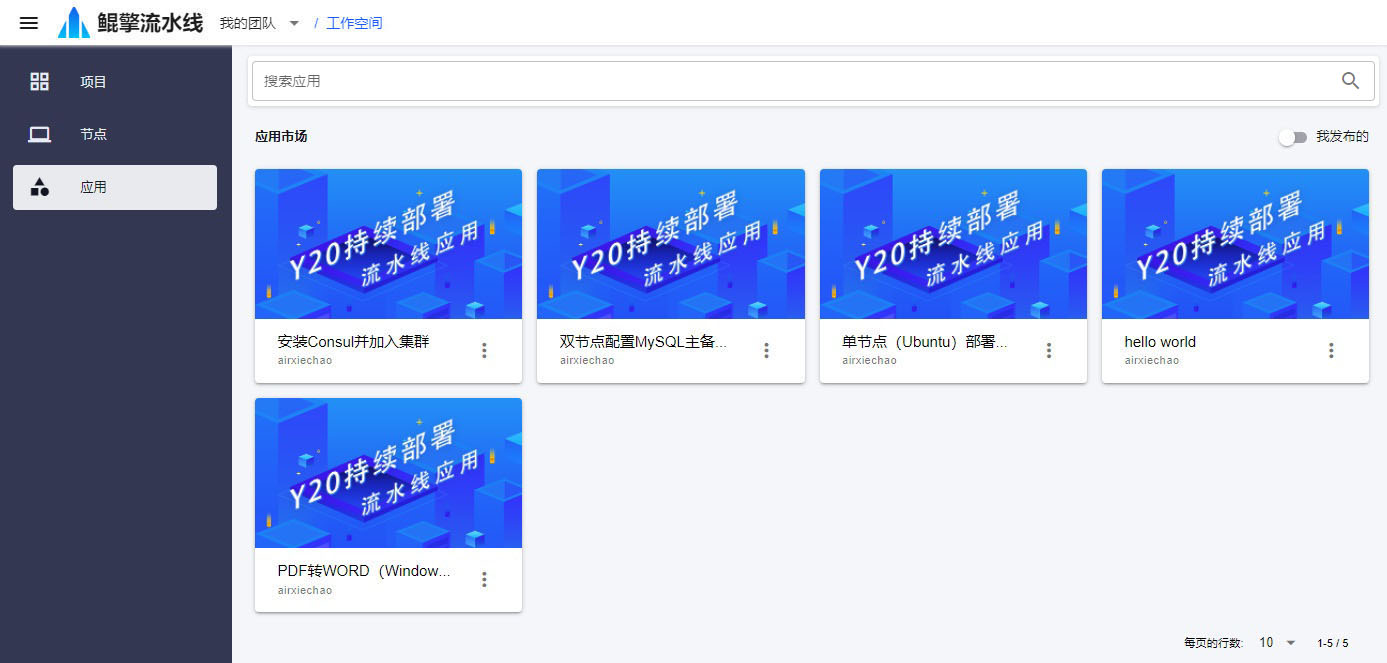 鲲擎流水线 我的团队 / 工作空间
项目
节点
应用
搜索应用
应用市场
我发布的
Y20持续部署
流水线应用
安装Consul并加入集群
airxiechao
Y20持续部署
流水线应用
双节点配置MySQL主备...
airxiechao
Y20持续部署
流水线应用
单节点（Ubuntu）部署...
airxiechao
Y20持续部署
流水线应用
hello world
airxiechao
Y20持续部署
流水线应用
PDF转WORD（Window...
airxiechao
每页的行数: 10 1-5 / 5